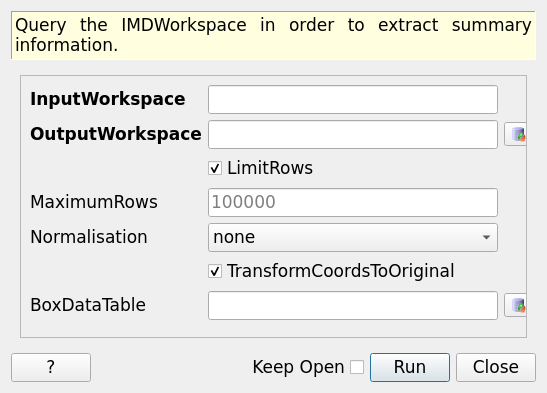 Query the IMDWorkspace in order to extract summary
information.
InputWorkspace
OutputWorkspace
LimitRows
MaximumRows 100000
Normalisation none
TransformCoordsToOriginal
BoxDataTable
? Keep Open Run Close